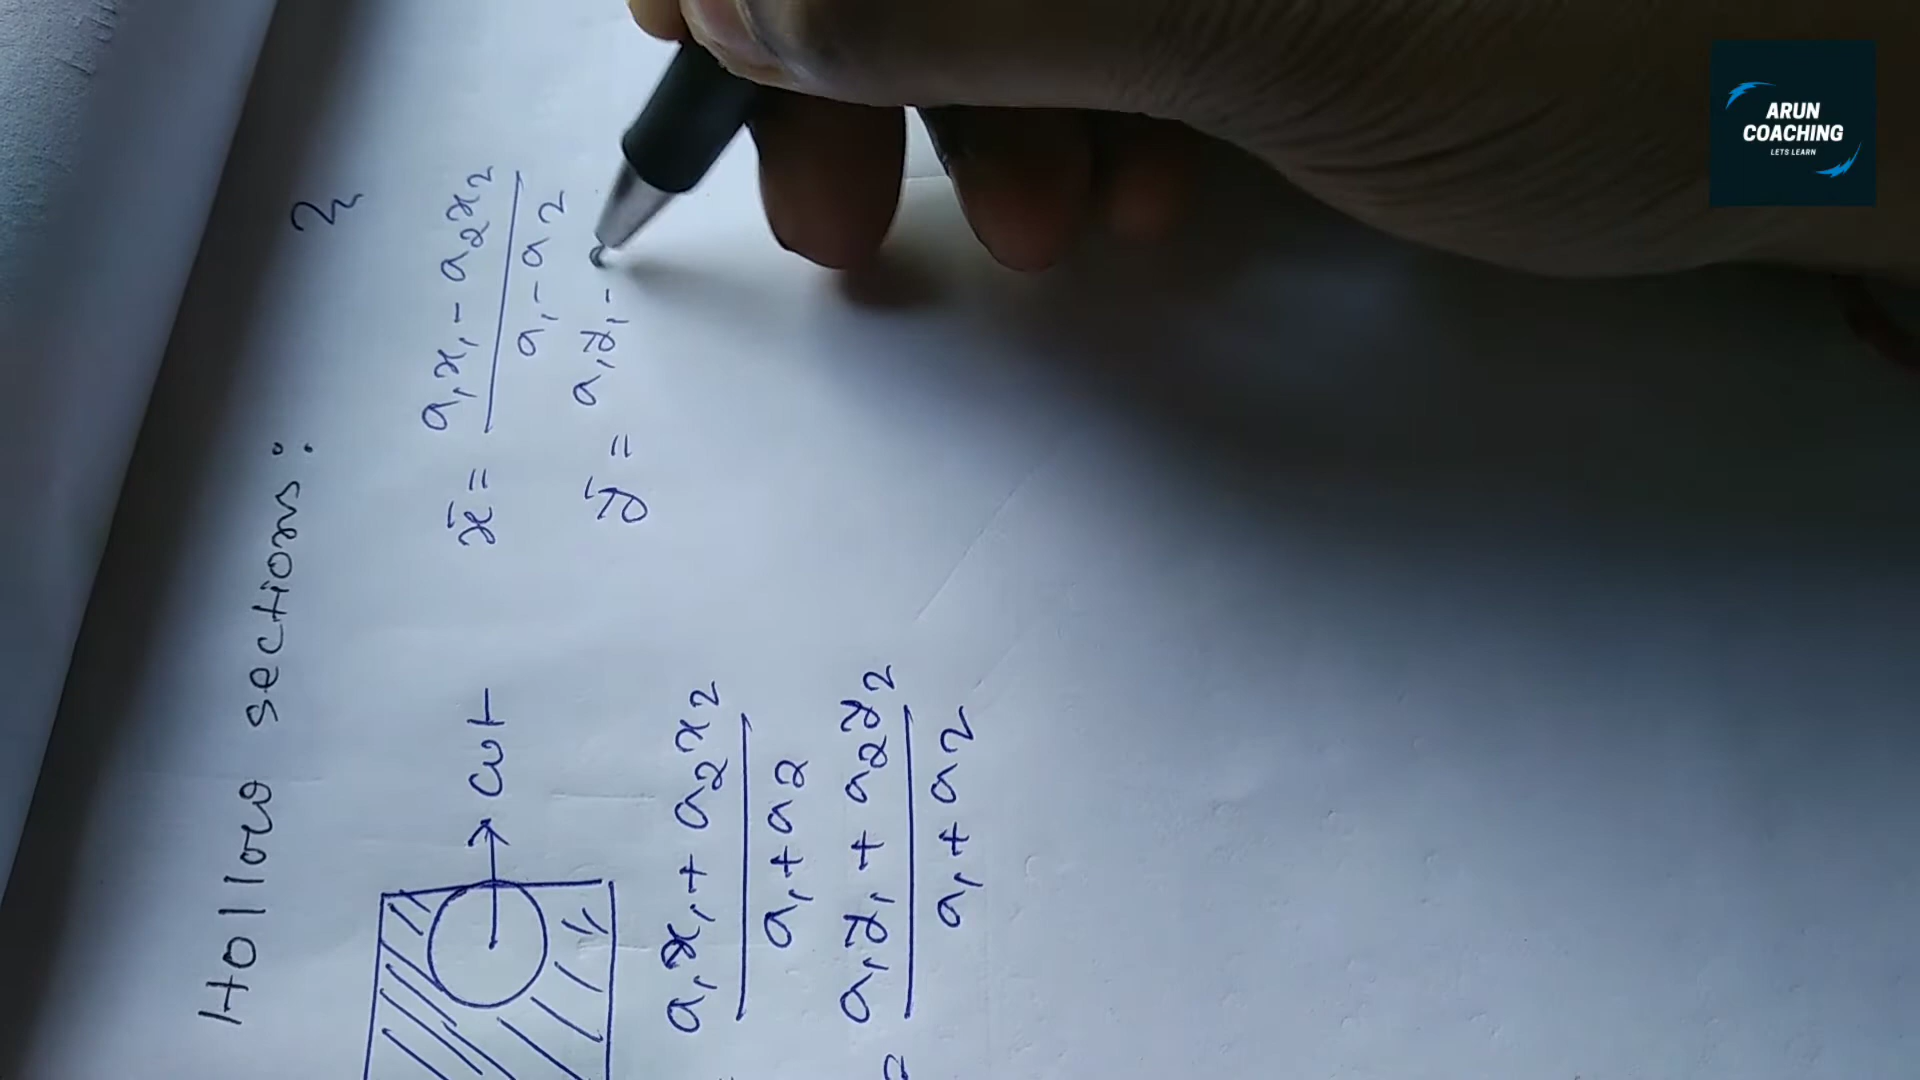 Hollow sections:
→ cut
x̄ = a₁x₁ - a₂x₂
a₁ - a₂
ȳ = a₁y₁ -
a₁x₁ + a₂x₂
a₁ + a₂
a₁y₁ + a₂y₂
a₁ + a₂
ARUN
COACHING
LETS LEARN